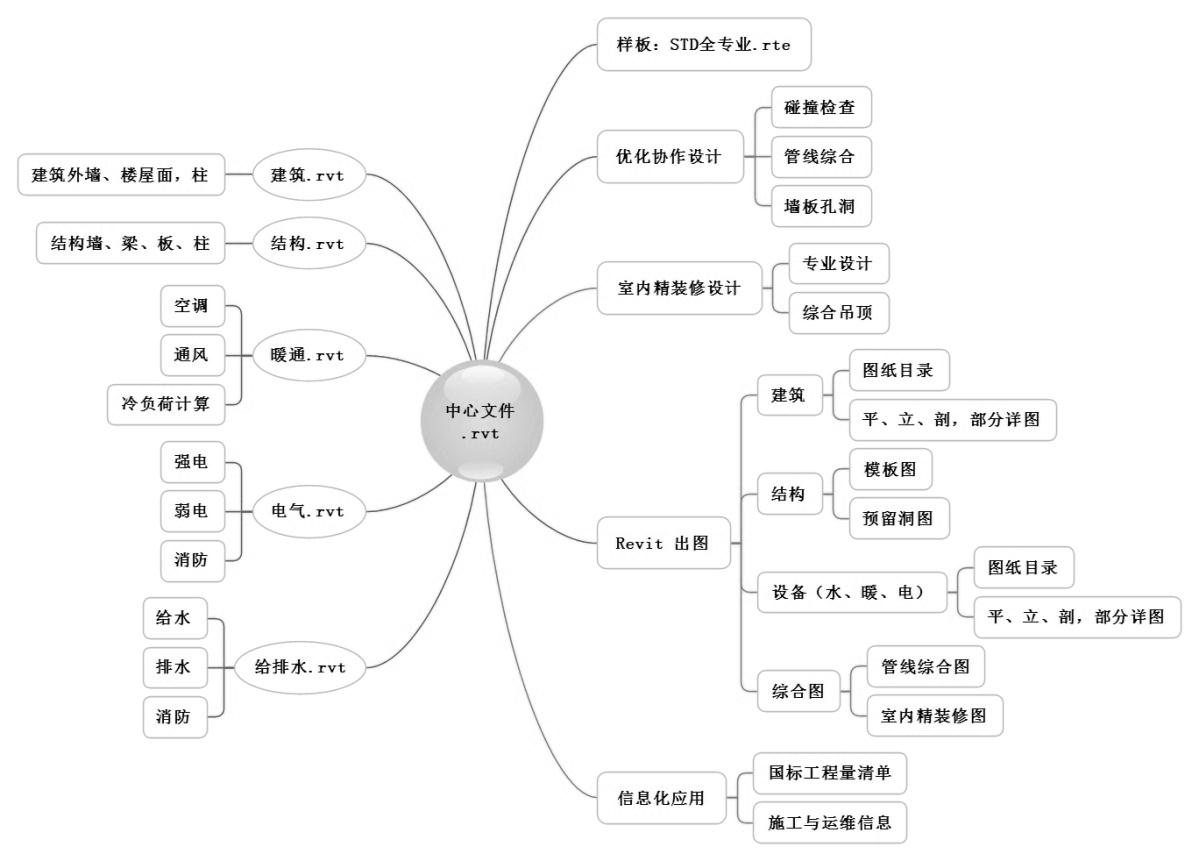 中心文件
.rvt
建筑.rvt
建筑外墙、楼屋面，柱
结构.rvt
结构墙、梁、板、柱
暖通.rvt
空调
通风
冷负荷计算
电气.rvt
强电
弱电
消防
给排水.rvt
给水
排水
消防
样板：STD全专业.rte
优化协作设计
碰撞检查
管线综合
墙板孔洞
室内精装修设计
专业设计
综合吊顶
Revit 出图
建筑
图纸目录
平、立、剖，部分详图
结构
模板图
预留洞图
设备（水、暖、电）
图纸目录
平、立、剖，部分详图
综合图
管线综合图
室内精装修图
信息化应用
国标工程量清单
施工与运维信息